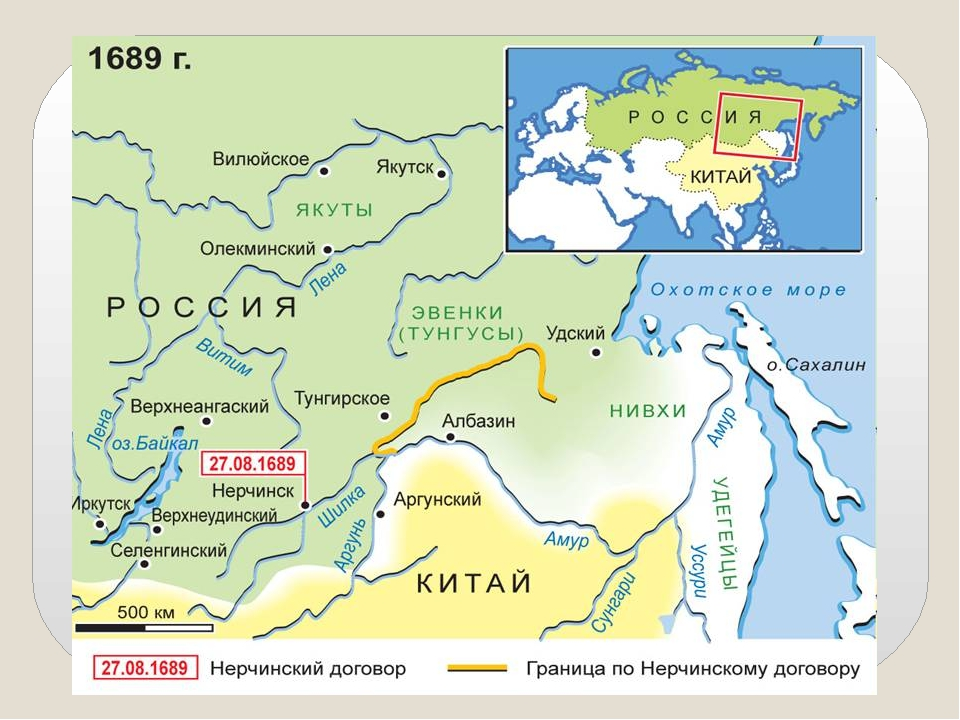 1689 г.
РОССИЯ
КИТАЙ
Вилюйское
Якутск
ЯКУТЫ
Олекминский
Лена
Охотское море
РОССИЯ
ЭВЕНКИ
(ТУНГУСЫ)
Удский
Витим
о.Сахалин
Тунгирское
Верхнеангаский
Лена
НИВХИ
Албазин
Амур
оз.Байкал
27.08.1689
Нерчинск
Шилка
Аргунский
УДЕГЕЙЦЫ
Иркутск
Верхнеудинский
Аргунь
Амур
Селенгинский
Уссури
КИТАЙ
Сунгари
500 км
27.08.1689 Нерчинский договор Граница по Нерчинскому договору